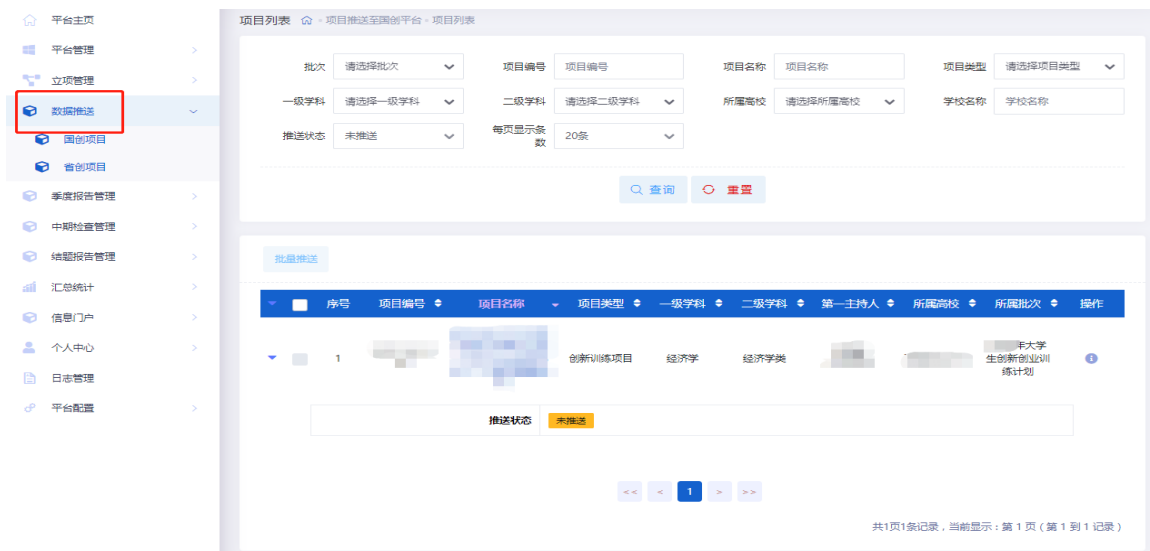 平台主页
平台管理
立项管理
数据推送
国创项目
省创项目
季度报告管理
中期检查管理
结题报告管理
汇总统计
信息门户
个人中心
日志管理
平台配置
项目列表 - 项目推送至国创平台 - 项目列表
批次 请选择批次 项目编号 项目编号 项目名称 项目名称 项目类型 请选择项目类型
一级学科 请选择一级学科 二级学科 请选择二级学科 所属高校 请选择所属高校 学校名称 学校名称
推送状态 未推送 每页显示条数 20条
查询 重置
批量推送
序号 项目编号 项目名称 项目类型 一级学科 二级学科 第一主持人 所属高校 所属批次 操作
1 创新训练项目 经济学 经济学类 年大学
生创新创业训
练计划
推送状态 未推送
<< < 1 > >>
共1页1条记录，当前显示：第 1 页（第 1 到 1 记录）